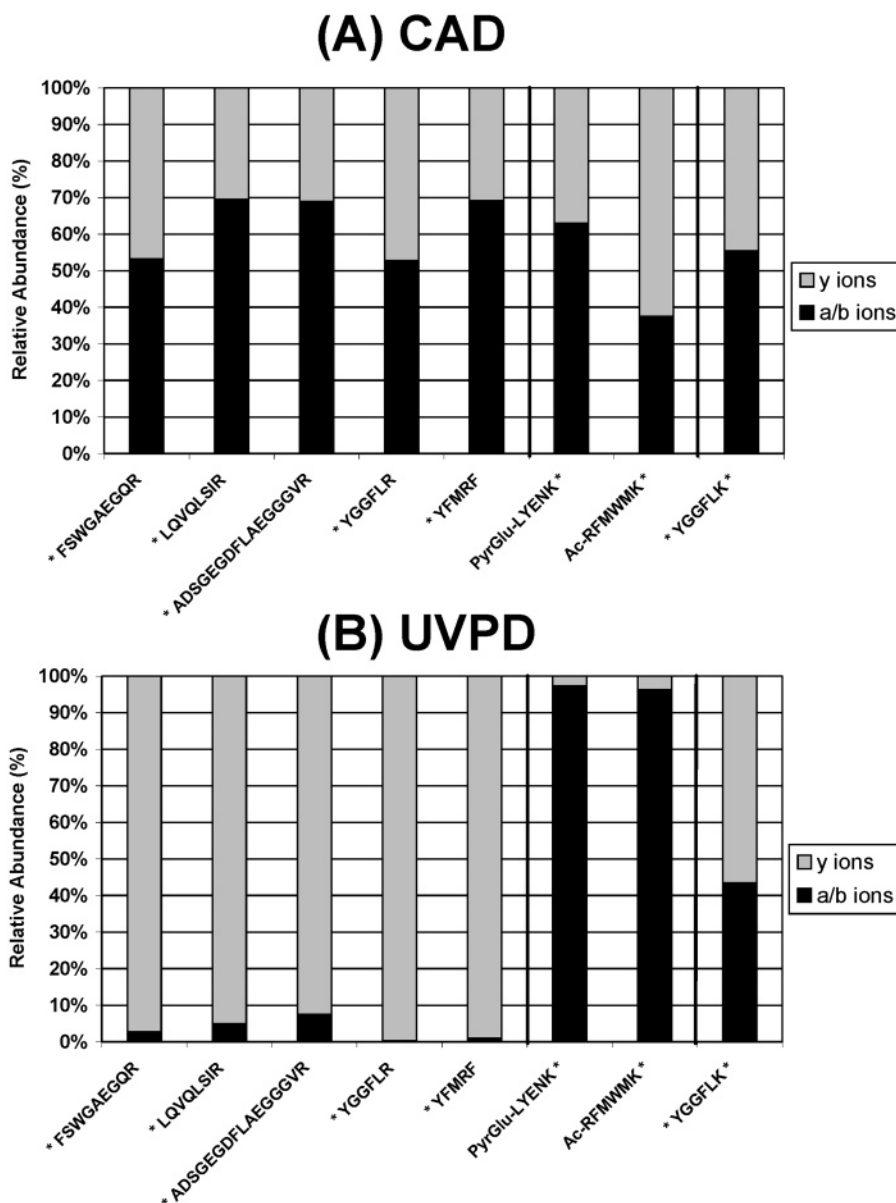 (A) CAD
100%
90%
80%
70%
60%
50%
40%
30%
20%
10%
0%
Relative Abundance (%)
* FSWGAEGQR
* LQVQLSIR
* ADSGEGDFLAEGGGVR
* YGGFLR
* YFMRF
PyrGlu-LYENK *
Ac-RFMWMK *
* YGGFLK *
y ions
a/b ions
(B) UVPD
100%
90%
80%
70%
60%
50%
40%
30%
20%
10%
0%
Relative Abundance (%)
* FSWGAEGQR
* LQVQLSIR
* ADSGEGDFLAEGGGVR
* YGGFLR
* YFMRF
PyrGlu-LYENK *
Ac-RFMWMK *
* YGGFLK *
y ions
a/b ions